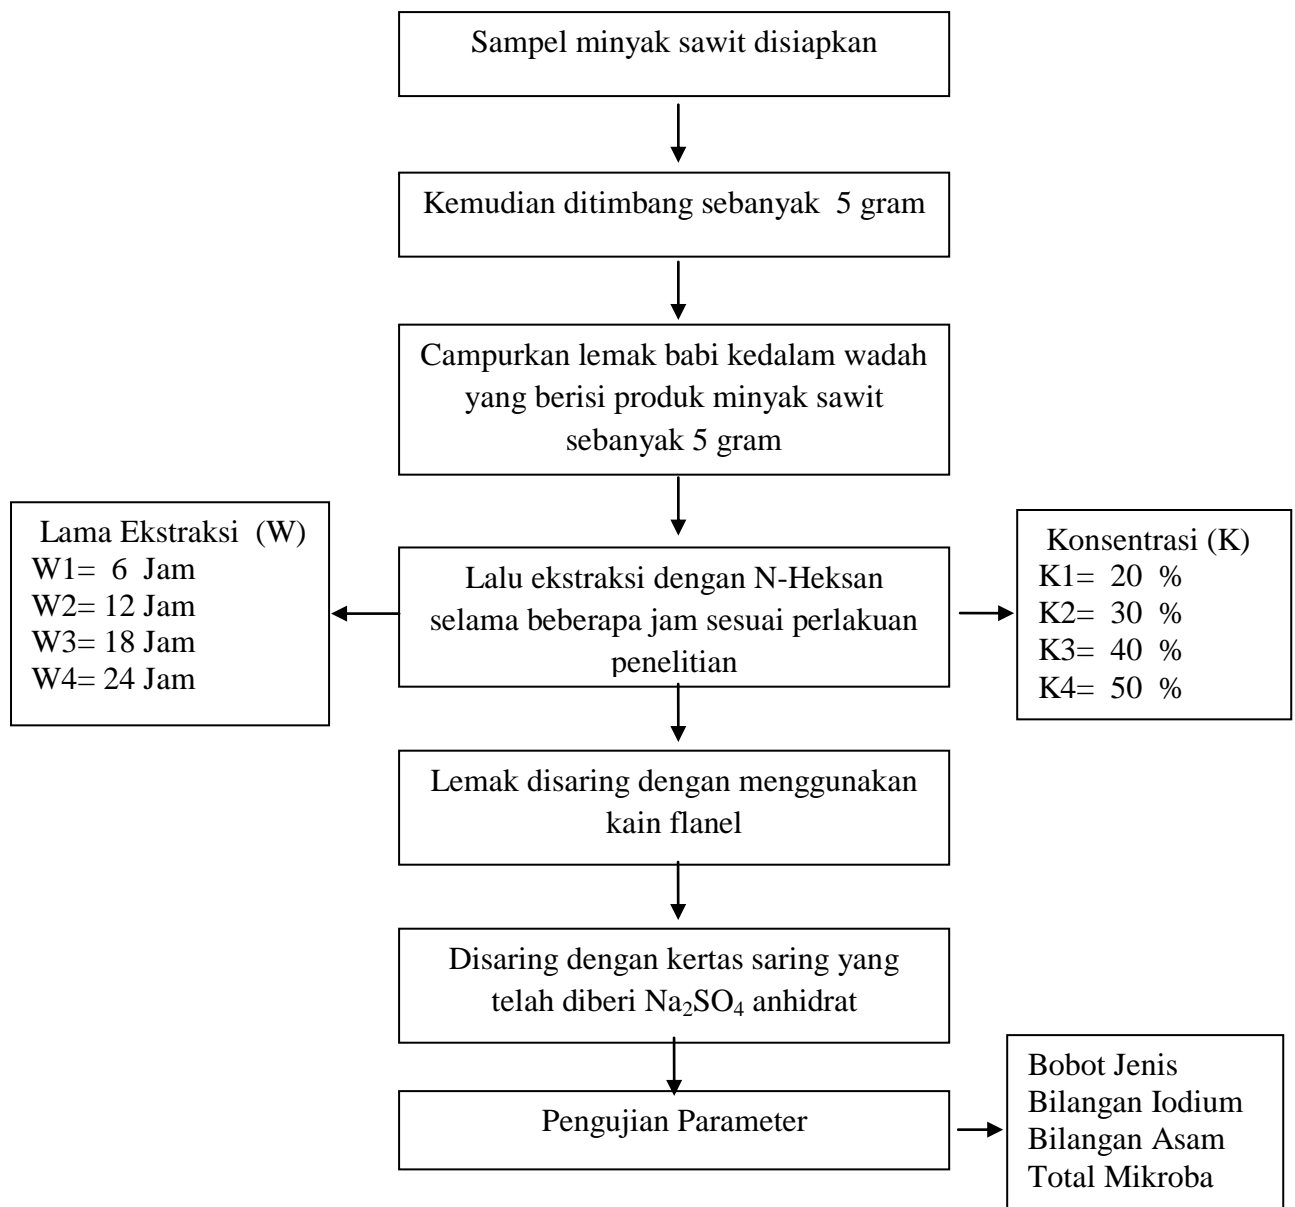 Sampel minyak sawit disiapkan
Kemudian ditimbang sebanyak 5 gram
Campurkan lemak babi kedalam wadah
yang berisi produk minyak sawit
sebanyak 5 gram
Lama Ekstraksi (W)
W1= 6 Jam
W2= 12 Jam
W3= 18 Jam
W4= 24 Jam
Lalu ekstraksi dengan N-Heksan
selama beberapa jam sesuai perlakuan
penelitian
Konsentrasi (K)
K1= 20 %
K2= 30 %
K3= 40 %
K4= 50 %
Lemak disaring dengan menggunakan
kain flanel
Disaring dengan kertas saring yang
telah diberi Na₂SO₄ anhidrat
Pengujian Parameter
Bobot Jenis
Bilangan Iodium
Bilangan Asam
Total Mikroba